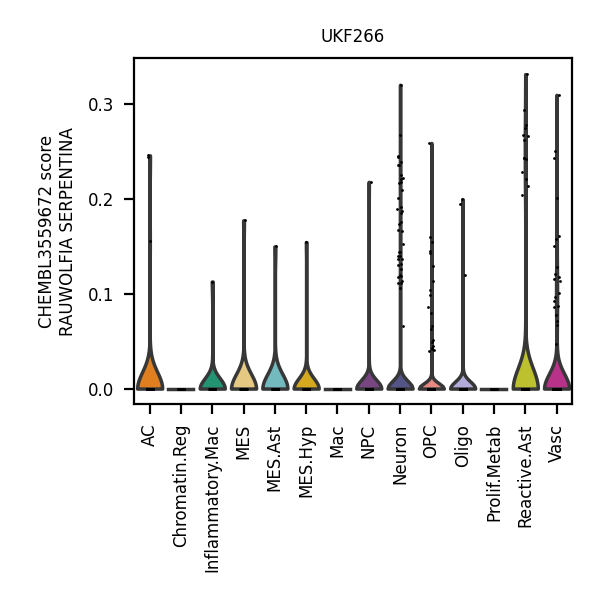 UKF266
CHEMBL3559672 score
RAUWOLFIA SERPENTINA
0.3
0.2
0.1
0.0
AC
Chromatin.Reg
Inflammatory.Mac
MES
MES.Ast
MES.Hyp
Mac
NPC
Neuron
OPC
Oligo
Prolif.Metab
Reactive.Ast
Vasc